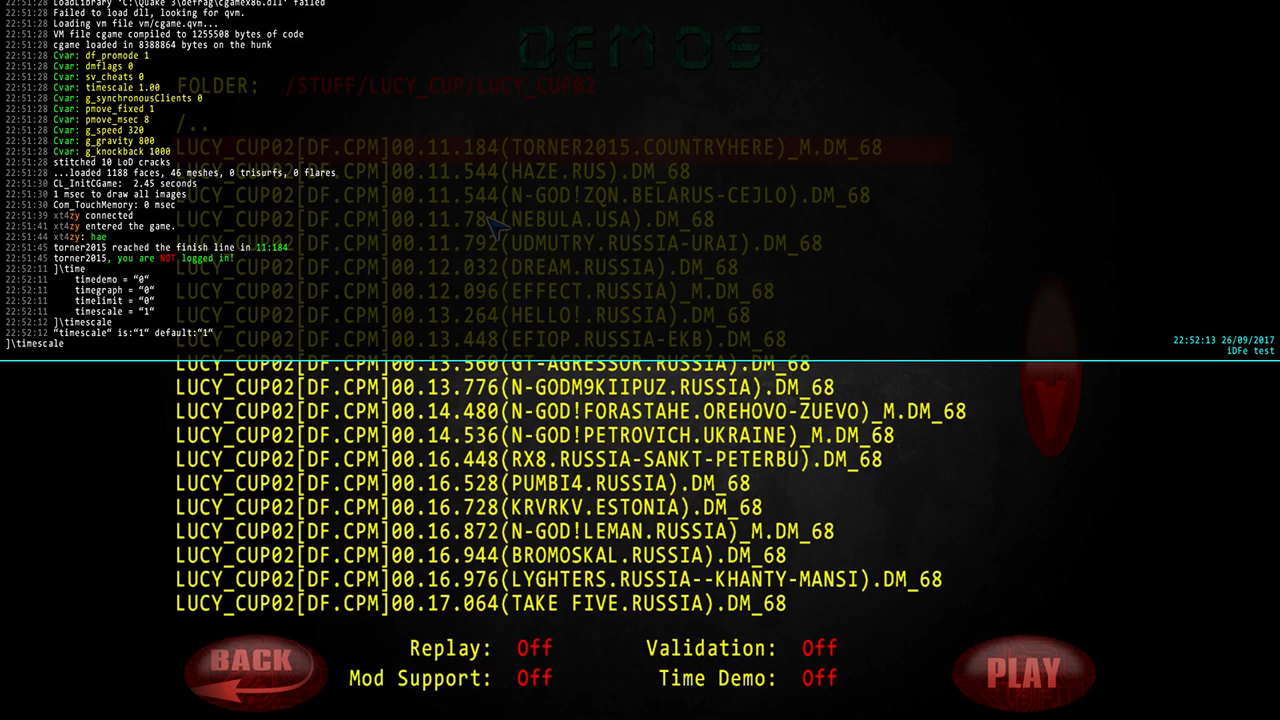 22:51:28 LoadLibrary 'C:\Quake 3\defrag\cgamex86.dll' failed
22:51:28 Failed to load dll, looking for qvm.
22:51:28 Loading vm file vm/cgame.qvm...
22:51:28 VM file cgame compiled to 1255508 bytes of code
22:51:28 cgame loaded in 8388864 bytes on the hunk
22:51:28 Cvar: df_promode 1
22:51:28 Cvar: dmflags 0
22:51:28 Cvar: sv_cheats 0
22:51:28 Cvar: timescale 1.00
22:51:28 Cvar: g_synchronousClients 0
22:51:28 Cvar: pmove_fixed 1
22:51:28 Cvar: pmove_msec 8
22:51:28 Cvar: g_speed 320
22:51:28 Cvar: g_gravity 800
22:51:28 Cvar: g_knockback 1000
22:51:28 stitched 10 LoD cracks
22:51:28 ...loaded 1188 faces, 46 meshes, 0 trisurfs, 0 flares
22:51:30 CL_InitCGame:  2.45 seconds
22:51:30 1 msec to draw all images
22:51:30 Com_TouchMemory: 0 msec
22:51:39 xt4zy connected
22:51:41 xt4zy entered the game.
22:51:44 xt4zy: hae
22:51:45 torner2015 reached the finish line in 11:184
22:51:45 torner2015, you are NOT logged in!
22:52:11 ]\time
22:52:11     timedemo = "0"
22:52:11     timegraph = "0"
22:52:11     timelimit = "0"
22:52:11     timescale = "1"
22:52:12 ]\timescale
22:52:12 "timescale" is:"1" default:"1"
]\timescale
22:52:13 26/09/2017
iDFe test
DEMOS
FOLDER: /STUFF/LUCY_CUP/LUCY_CUP02
/..
LUCY_CUP02[DF.CPM]00.11.184(TORNER2015.COUNTRYHERE)_M.DM_68
LUCY_CUP02[DF.CPM]00.11.544(HAZE.RUS).DM_68
LUCY_CUP02[DF.CPM]00.11.544(N-GOD!ZQN.BELARUS-CEJLO).DM_68
LUCY_CUP02[DF.CPM]00.11.784(NEBULA.USA).DM_68
LUCY_CUP02[DF.CPM]00.11.792(UDMUTRY.RUSSIA-URAI).DM_68
LUCY_CUP02[DF.CPM]00.12.032(DREAM.RUSSIA).DM_68
LUCY_CUP02[DF.CPM]00.12.096(EFFECT.RUSSIA).DM_68
LUCY_CUP02[DF.CPM]00.13.264(HELLO!.RUSSIA).DM_68
LUCY_CUP02[DF.CPM]00.13.448(EFIOP.RUSSIA-EKB).DM_68
LUCY_CUP02[DF.CPM]00.13.560(GT-AGRESSOR.RUSSIA).DM_68
LUCY_CUP02[DF.CPM]00.13.776(N-GODM9KIIPUZ.RUSSIA).DM_68
LUCY_CUP02[DF.CPM]00.14.480(N-GOD!FORASTAHE.OREHOVO-ZUEVO)_M.DM_68
LUCY_CUP02[DF.CPM]00.14.536(N-GOD!PETROVICH.UKRAINE)_M.DM_68
LUCY_CUP02[DF.CPM]00.16.448(RX8.RUSSIA-SANKT-PETERBU).DM_68
LUCY_CUP02[DF.CPM]00.16.528(PUMBI4.RUSSIA).DM_68
LUCY_CUP02[DF.CPM]00.16.728(KRVRKV.ESTONIA).DM_68
LUCY_CUP02[DF.CPM]00.16.872(N-GOD!LEMAN.RUSSIA)_M.DM_68
LUCY_CUP02[DF.CPM]00.16.944(BROMOSKAL.RUSSIA).DM_68
LUCY_CUP02[DF.CPM]00.16.976(LYGHTERS.RUSSIA--KHANTY-MANSI).DM_68
LUCY_CUP02[DF.CPM]00.17.064(TAKE FIVE.RUSSIA).DM_68
Replay: Off Validation: Off
Mod Support: Off Time Demo: Off
BACK
PLAY